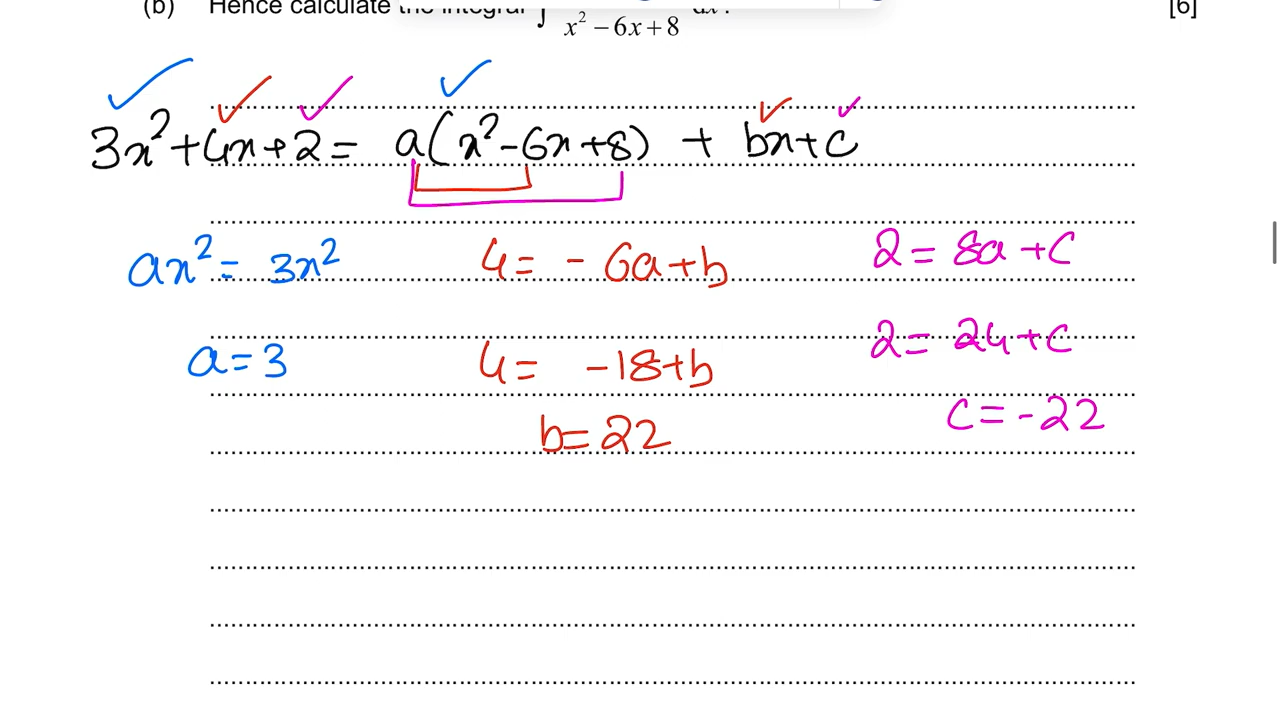 (b) Hence calculate the integral ∫ x² − 6x + 8 dx. [6]
3x² + 4x + 2 = a(x² − 6x + 8) + bx + c
ax² = 3x² 4 = − 6a + b 2 = 8a + c
a = 3 4 = − 18 + b 2 = 24 + c
b = 22 c = − 22